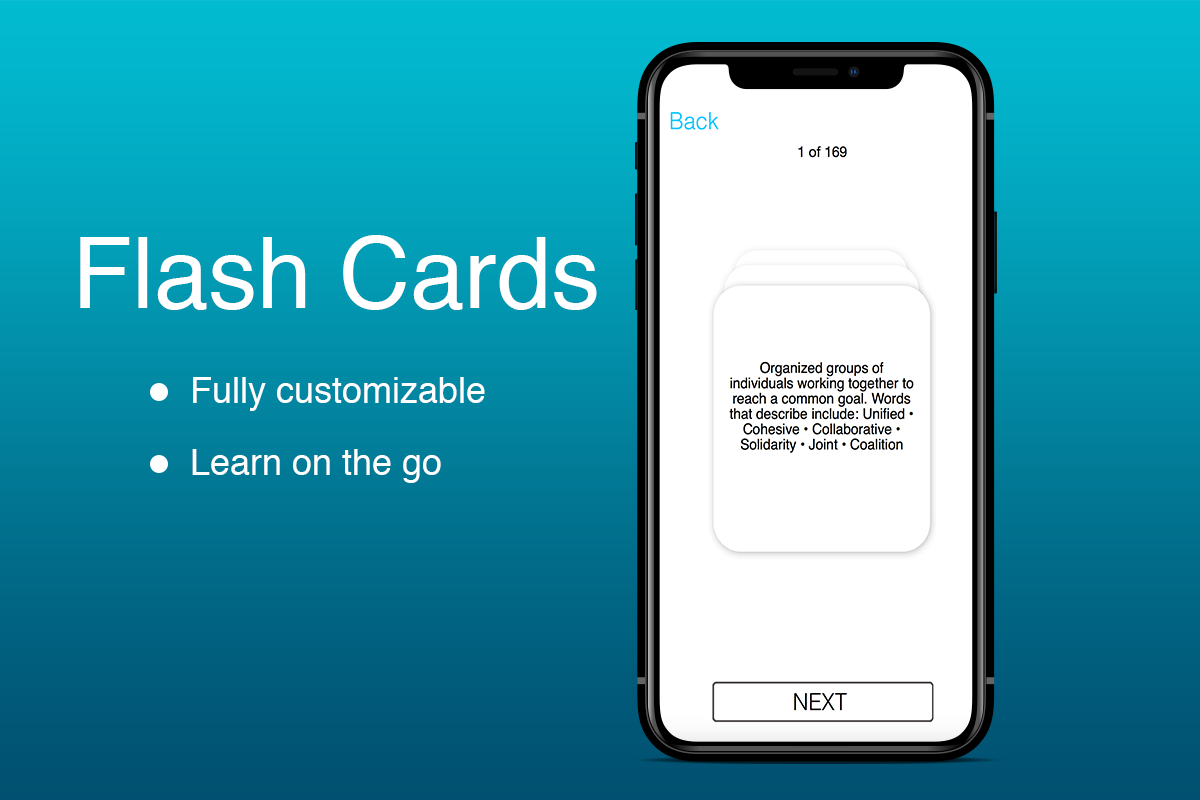 Flash Cards
● Fully customizable
● Learn on the go
Back
1 of 169
Organized groups of
individuals working together to
reach a common goal. Words
that describe include: Unified •
Cohesive • Collaborative •
Solidarity • Joint • Coalition
NEXT